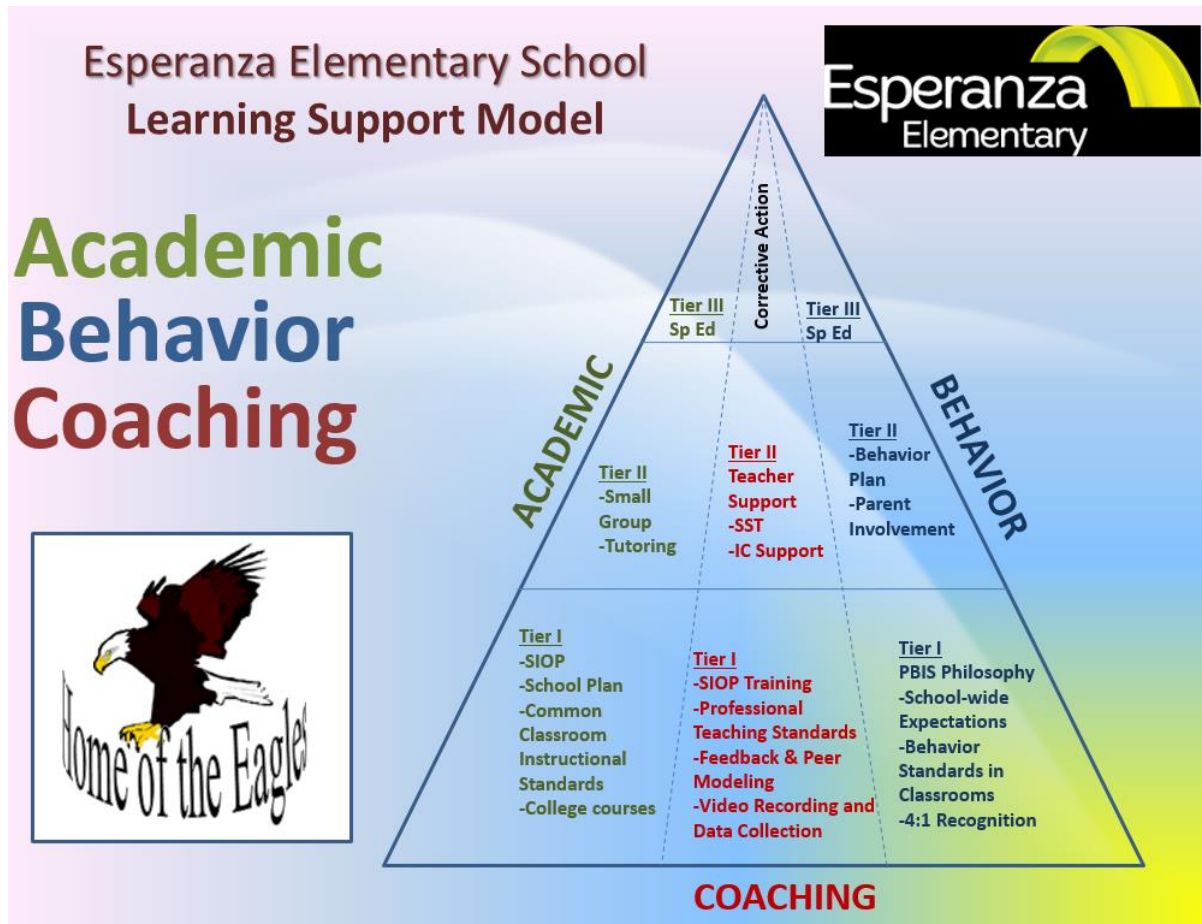 Esperanza Elementary School
Learning Support Model
Esperanza
Elementary
Academic
Behavior
Coaching
Home of the Eagles
ACADEMIC
BEHAVIOR
COACHING
Corrective Action
Tier III
Sp Ed
Tier III
Sp Ed
Tier II
-Small
Group
-Tutoring
Tier II
Teacher
Support
-SST
-IC Support
Tier II
-Behavior
Plan
-Parent
Involvement
Tier I
-SIOP
-School Plan
-Common
Classroom
Instructional
Standards
-College courses
Tier I
-SIOP Training
-Professional
Teaching Standards
-Feedback & Peer
Modeling
-Video Recording and
Data Collection
Tier I
PBIS Philosophy
-School-wide
Expectations
-Behavior
Standards in
Classrooms
-4:1 Recognition